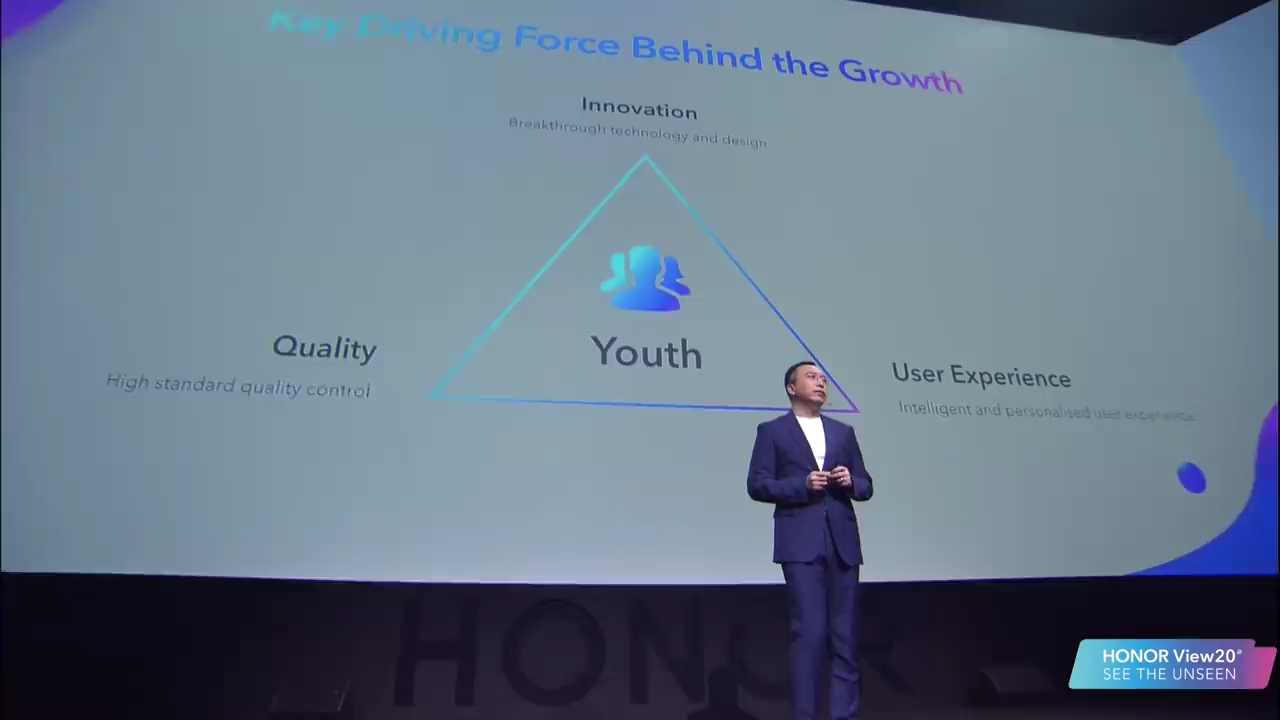 Key Driving Force Behind the Growth
Innovation
Breakthrough technology and design
Youth
Quality
High standard quality control
User Experience
Intelligent and personalised user experience
HONOR
HONOR View20
SEE THE UNSEEN